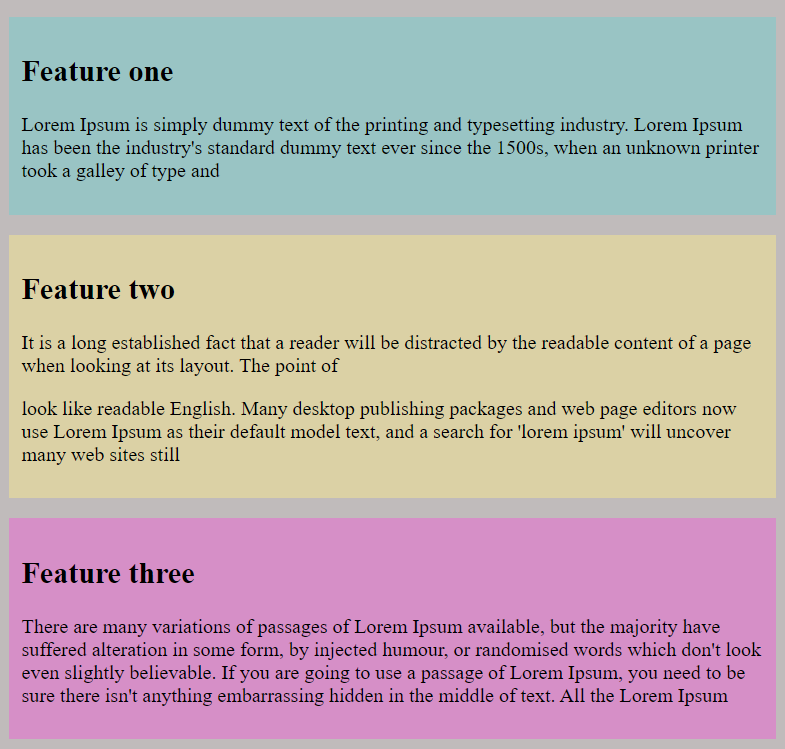 Feature one
Lorem Ipsum is simply dummy text of the printing and typesetting industry. Lorem Ipsum
has been the industry's standard dummy text ever since the 1500s, when an unknown printer
took a galley of type and
Feature two
It is a long established fact that a reader will be distracted by the readable content of a page
when looking at its layout. The point of
look like readable English. Many desktop publishing packages and web page editors now
use Lorem Ipsum as their default model text, and a search for 'lorem ipsum' will uncover
many web sites still
Feature three
There are many variations of passages of Lorem Ipsum available, but the majority have
suffered alteration in some form, by injected humour, or randomised words which don't look
even slightly believable. If you are going to use a passage of Lorem Ipsum, you need to be
sure there isn't anything embarrassing hidden in the middle of text. All the Lorem Ipsum